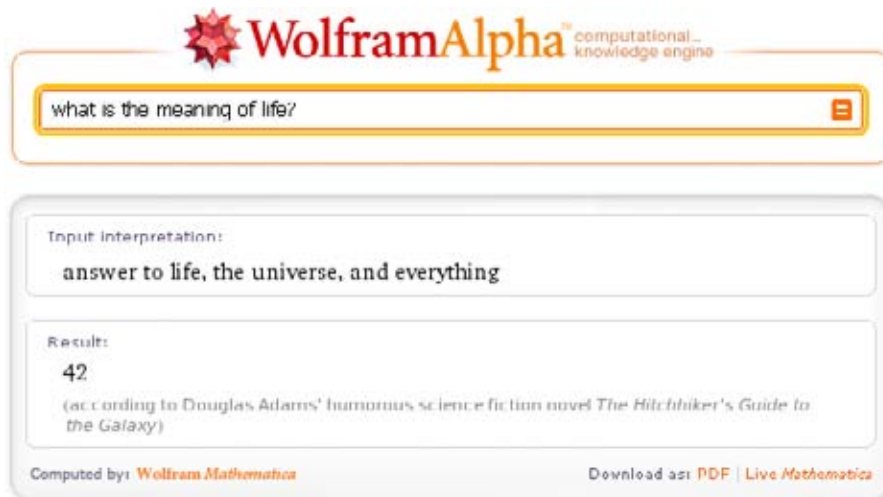 WolframAlpha™ computational...
knowledge engine
what is the meaning of life?
Input interpretation:
answer to life, the universe, and everything
Result:
42
(according to Douglas Adams' humorous science fiction novel The Hitchhiker's Guide to
the Galaxy)
Computed by: Wolfram Mathematica Download as: PDF | Live Mathematica